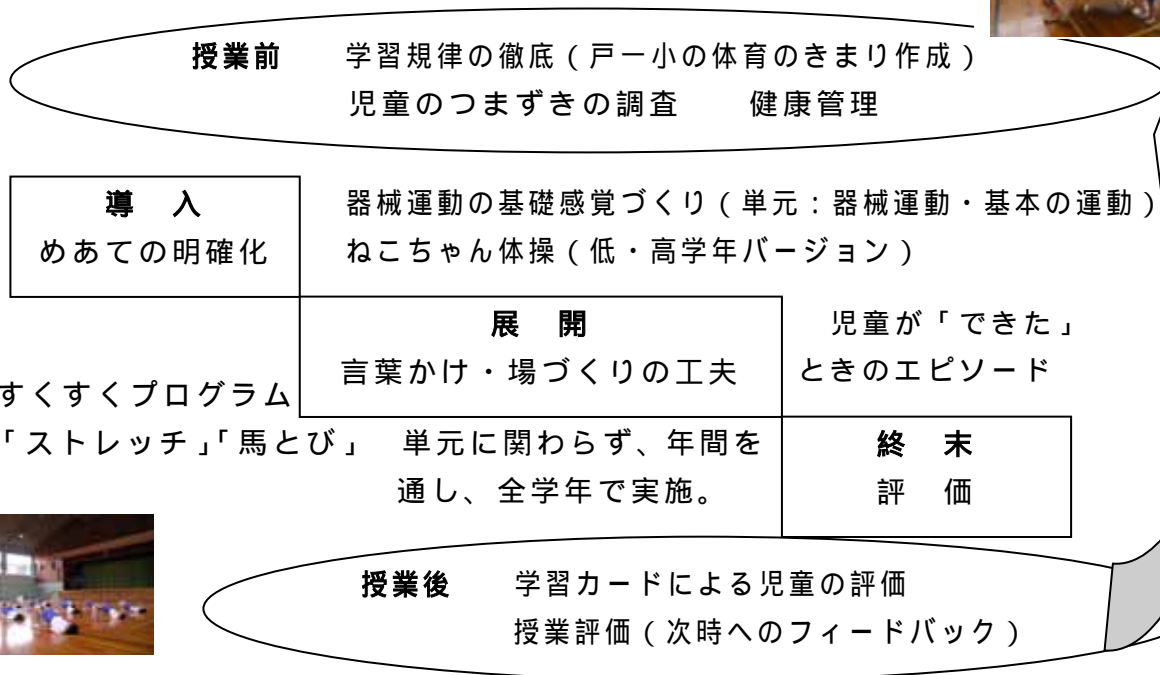 授業前　学習規律の徹底（戸一小の体育のきまり作成）
児童のつまずきの調査　健康管理
導　入
めあての明確化
器械運動の基礎感覚づくり（単元：器械運動・基本の運動）
ねこちゃん体操（低・高学年バージョン）
展　開
言葉かけ・場づくりの工夫
児童が「できた」
ときのエピソード
すくすくプログラム
「ストレッチ」「馬とび」　単元に関わらず、年間を
通し、全学年で実施。
終　末
評　価
授業後　学習カードによる児童の評価
授業評価（次時へのフィードバック）